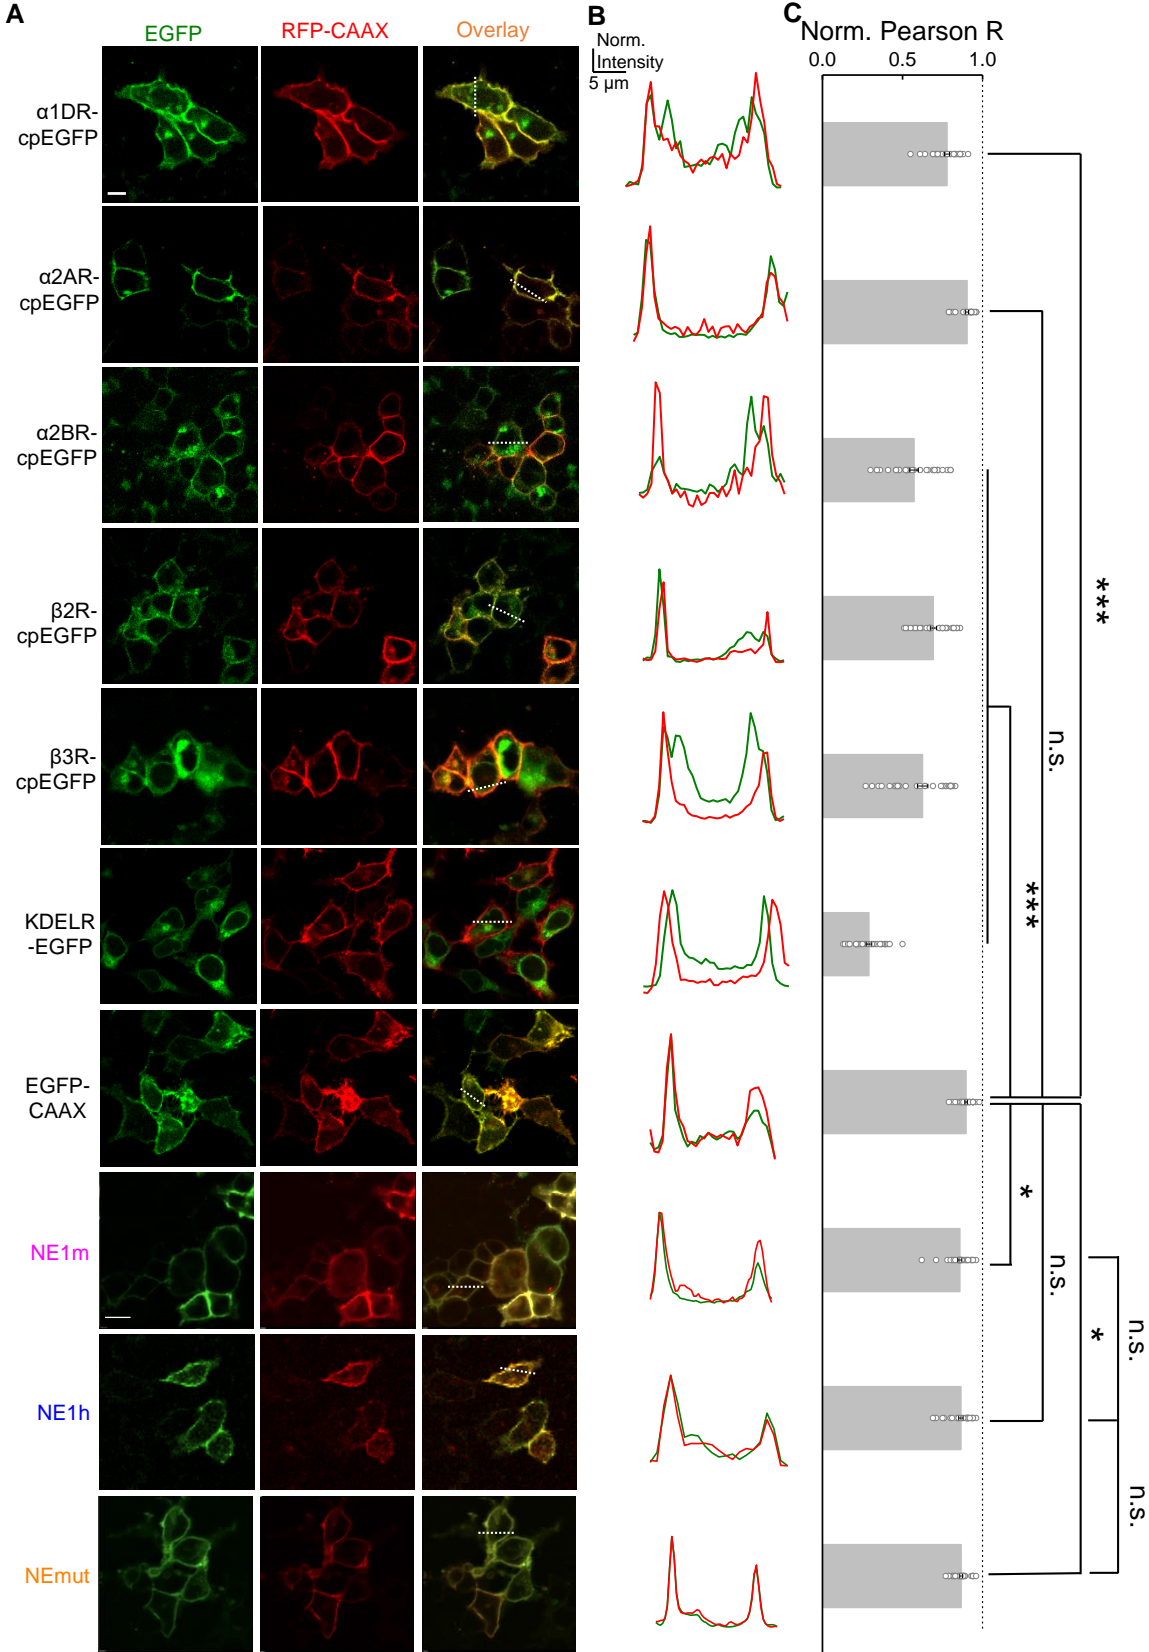 A
B
C
EGFP
RFP-CAAX
Overlay
Norm.
Intensity
5 µm
Norm. Pearson R
0.0
0.5
1.0
α1DR-
cpEGFP
α2AR-
cpEGFP
α2BR-
cpEGFP
β2R-
cpEGFP
β3R-
cpEGFP
KDELR
-EGFP
EGFP-
CAAX
NE1m
NE1h
NEmut
***
n.s.
***
*
n.s.
*
n.s.
n.s.